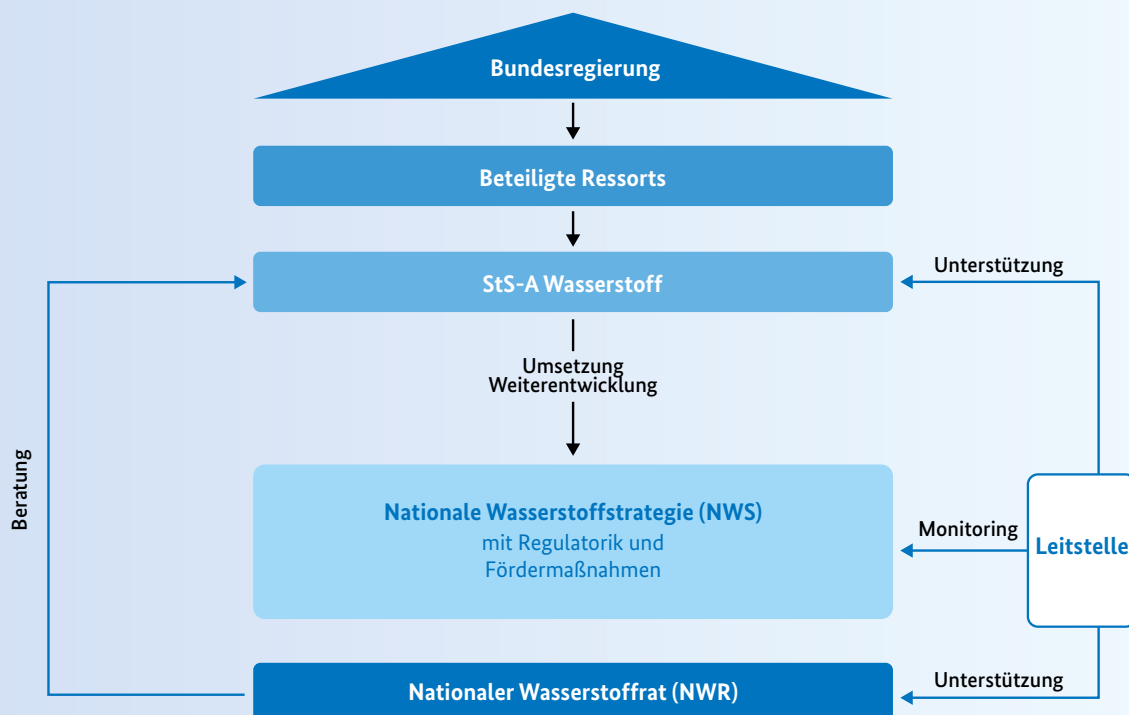 Bundesregierung
Beteiligte Ressorts
StS-A Wasserstoff
Unterstützung
Umsetzung
Weiterentwicklung
Beratung
Nationale Wasserstoffstrategie (NWS)
mit Regulatorik und
Fördermaßnahmen
Monitoring
Leitstelle
Nationaler Wasserstoffrat (NWR)
Unterstützung